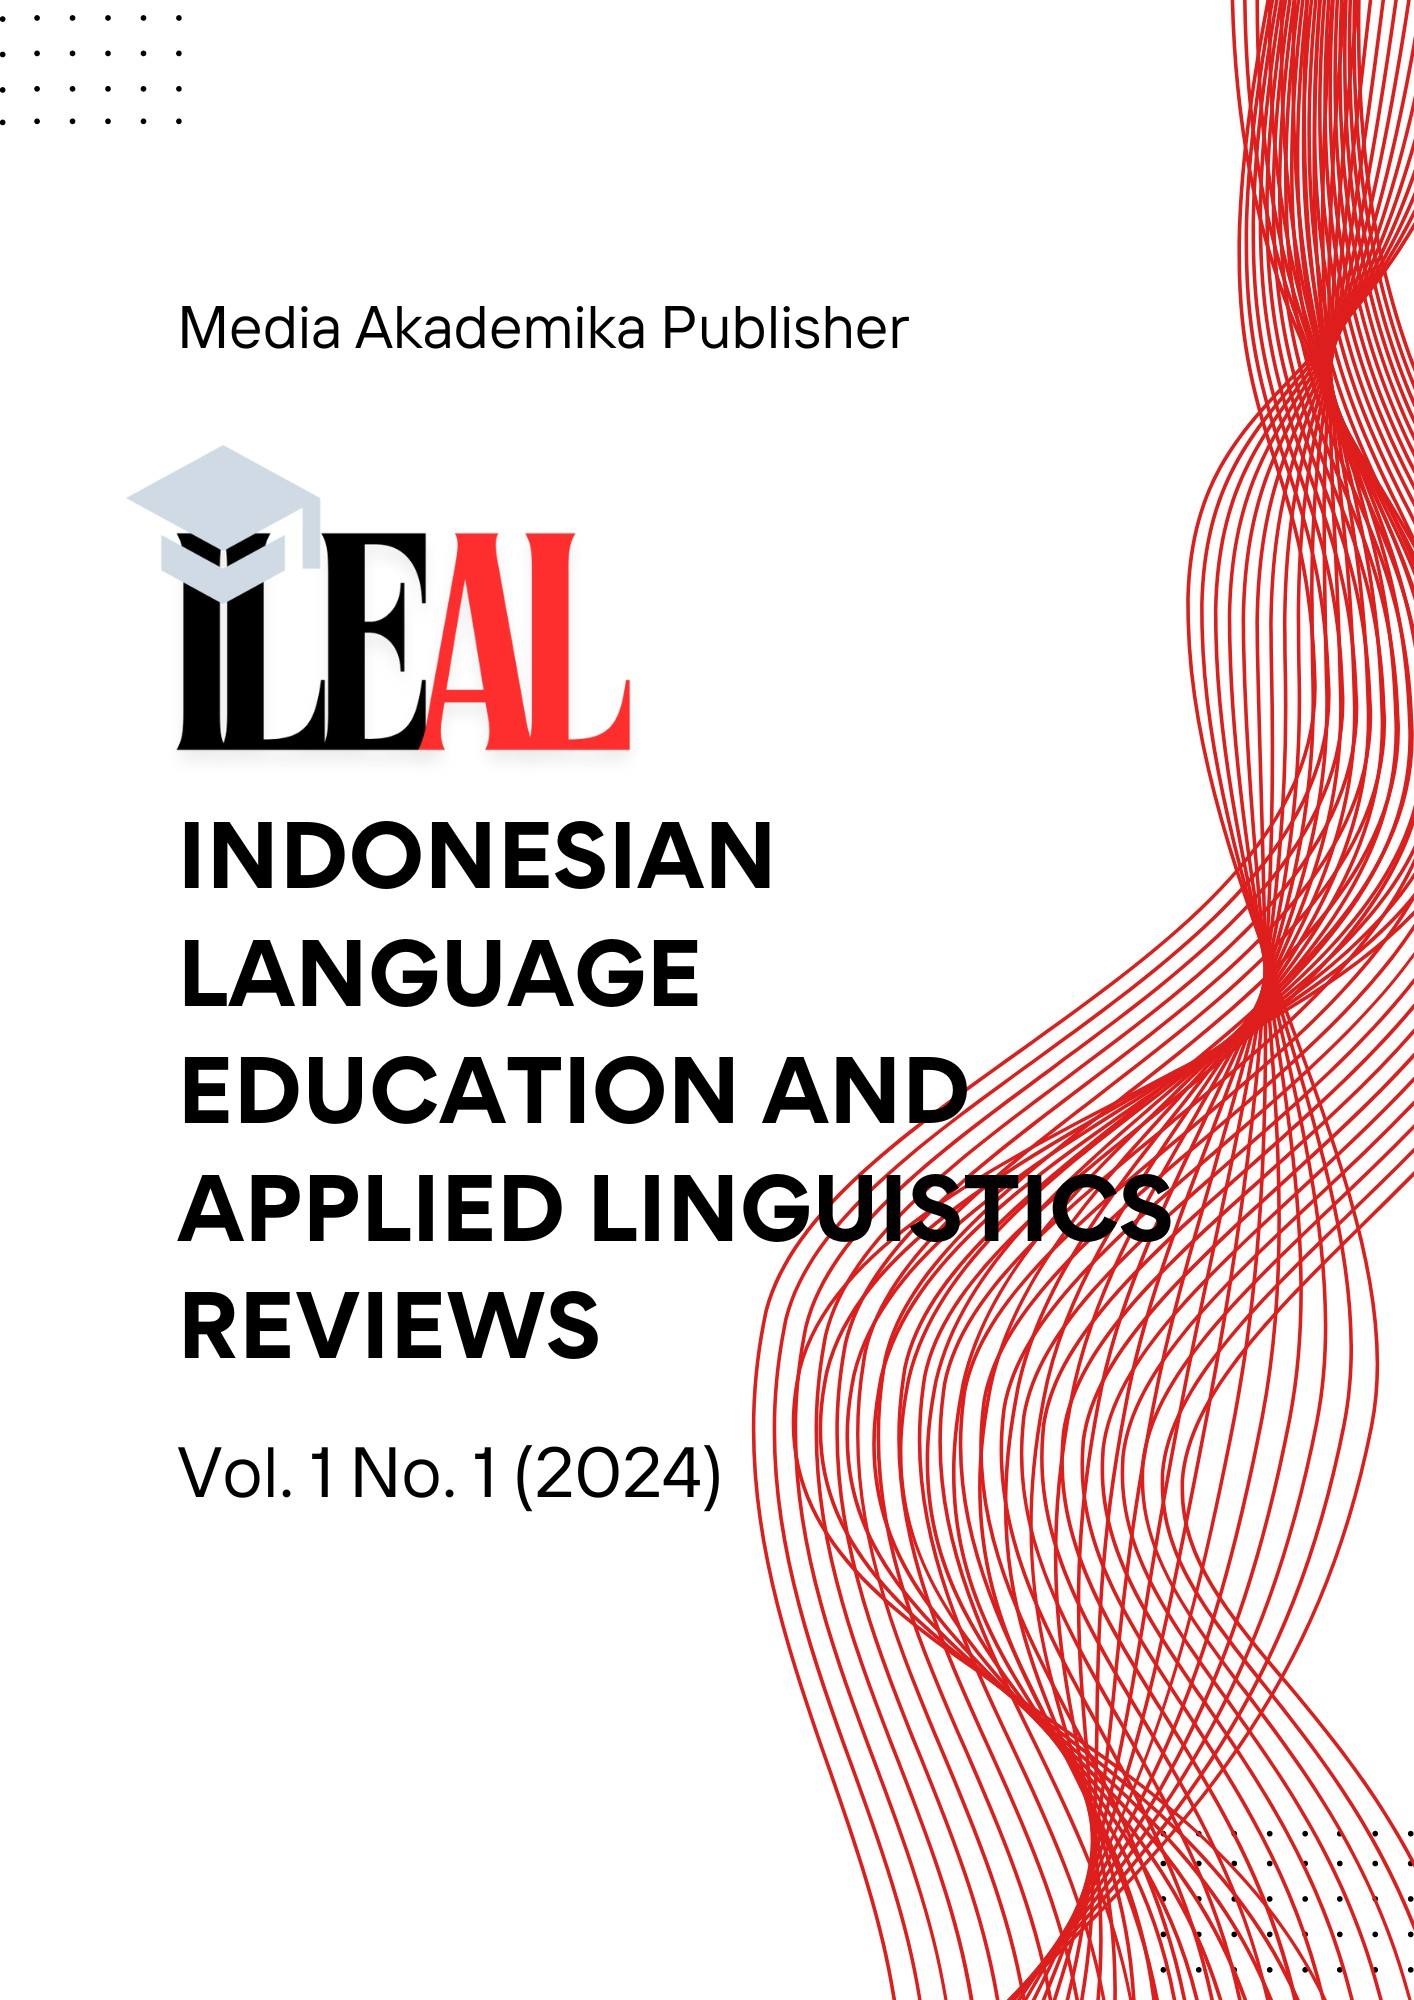 Media Akademika Publisher
ILEAL
INDONESIAN
LANGUAGE
EDUCATION AND
APPLIED LINGUISTICS
REVIEWS
Vol. 1 No. 1 (2024)